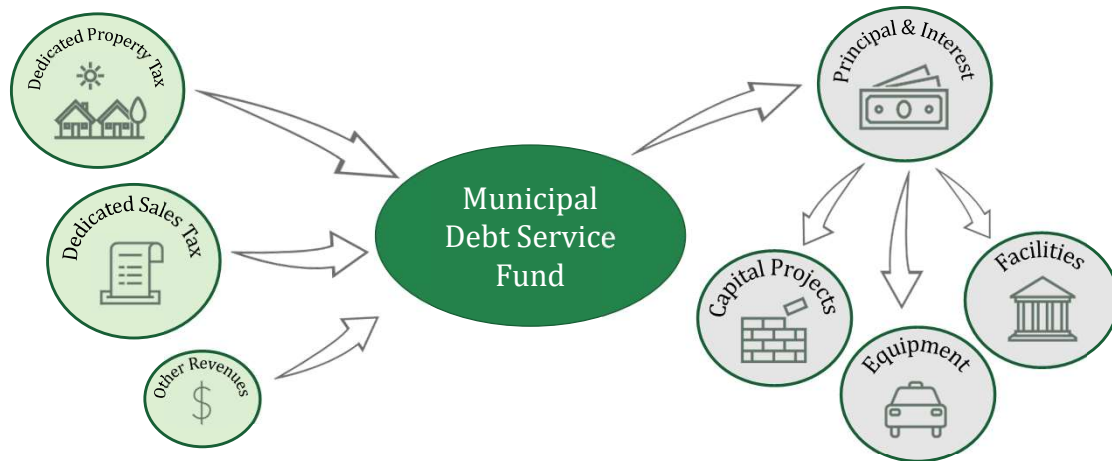 Dedicated Property Tax
Dedicated Sales Tax
Other Revenues
$
Municipal
Debt Service
Fund
Principal & Interest
Capital Projects
Equipment
Facilities